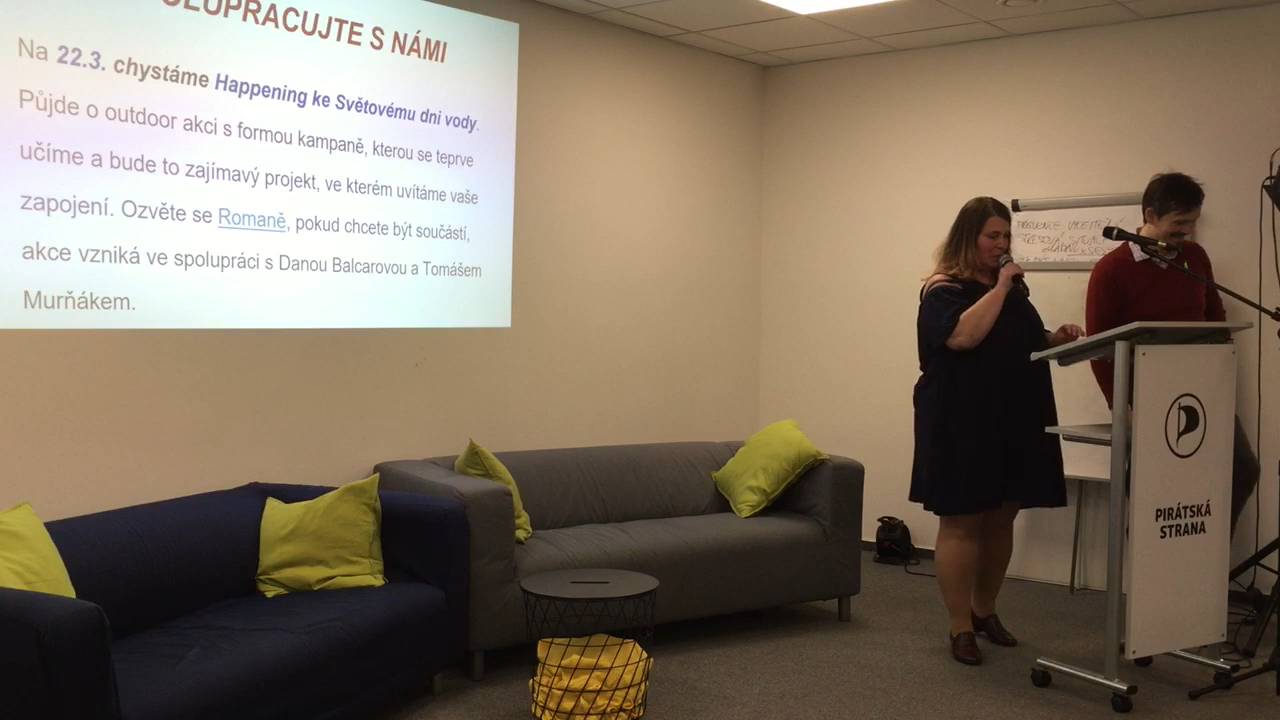 OLUPRACUJTE S NÁMI
Na 22.3. chystáme Happening ke Světovému dni vody.
Půjde o outdoor akci s formou kampaně, kterou se teprve
učíme a bude to zajímavý projekt, ve kterém uvítáme vaše
zapojení. Ozvěte se Romaně, pokud chcete být součástí,
akce vzniká ve spolupráci s Danou Balcarovou a Tomášem
Murňákem.
PIRÁTSKÁ
STRANA